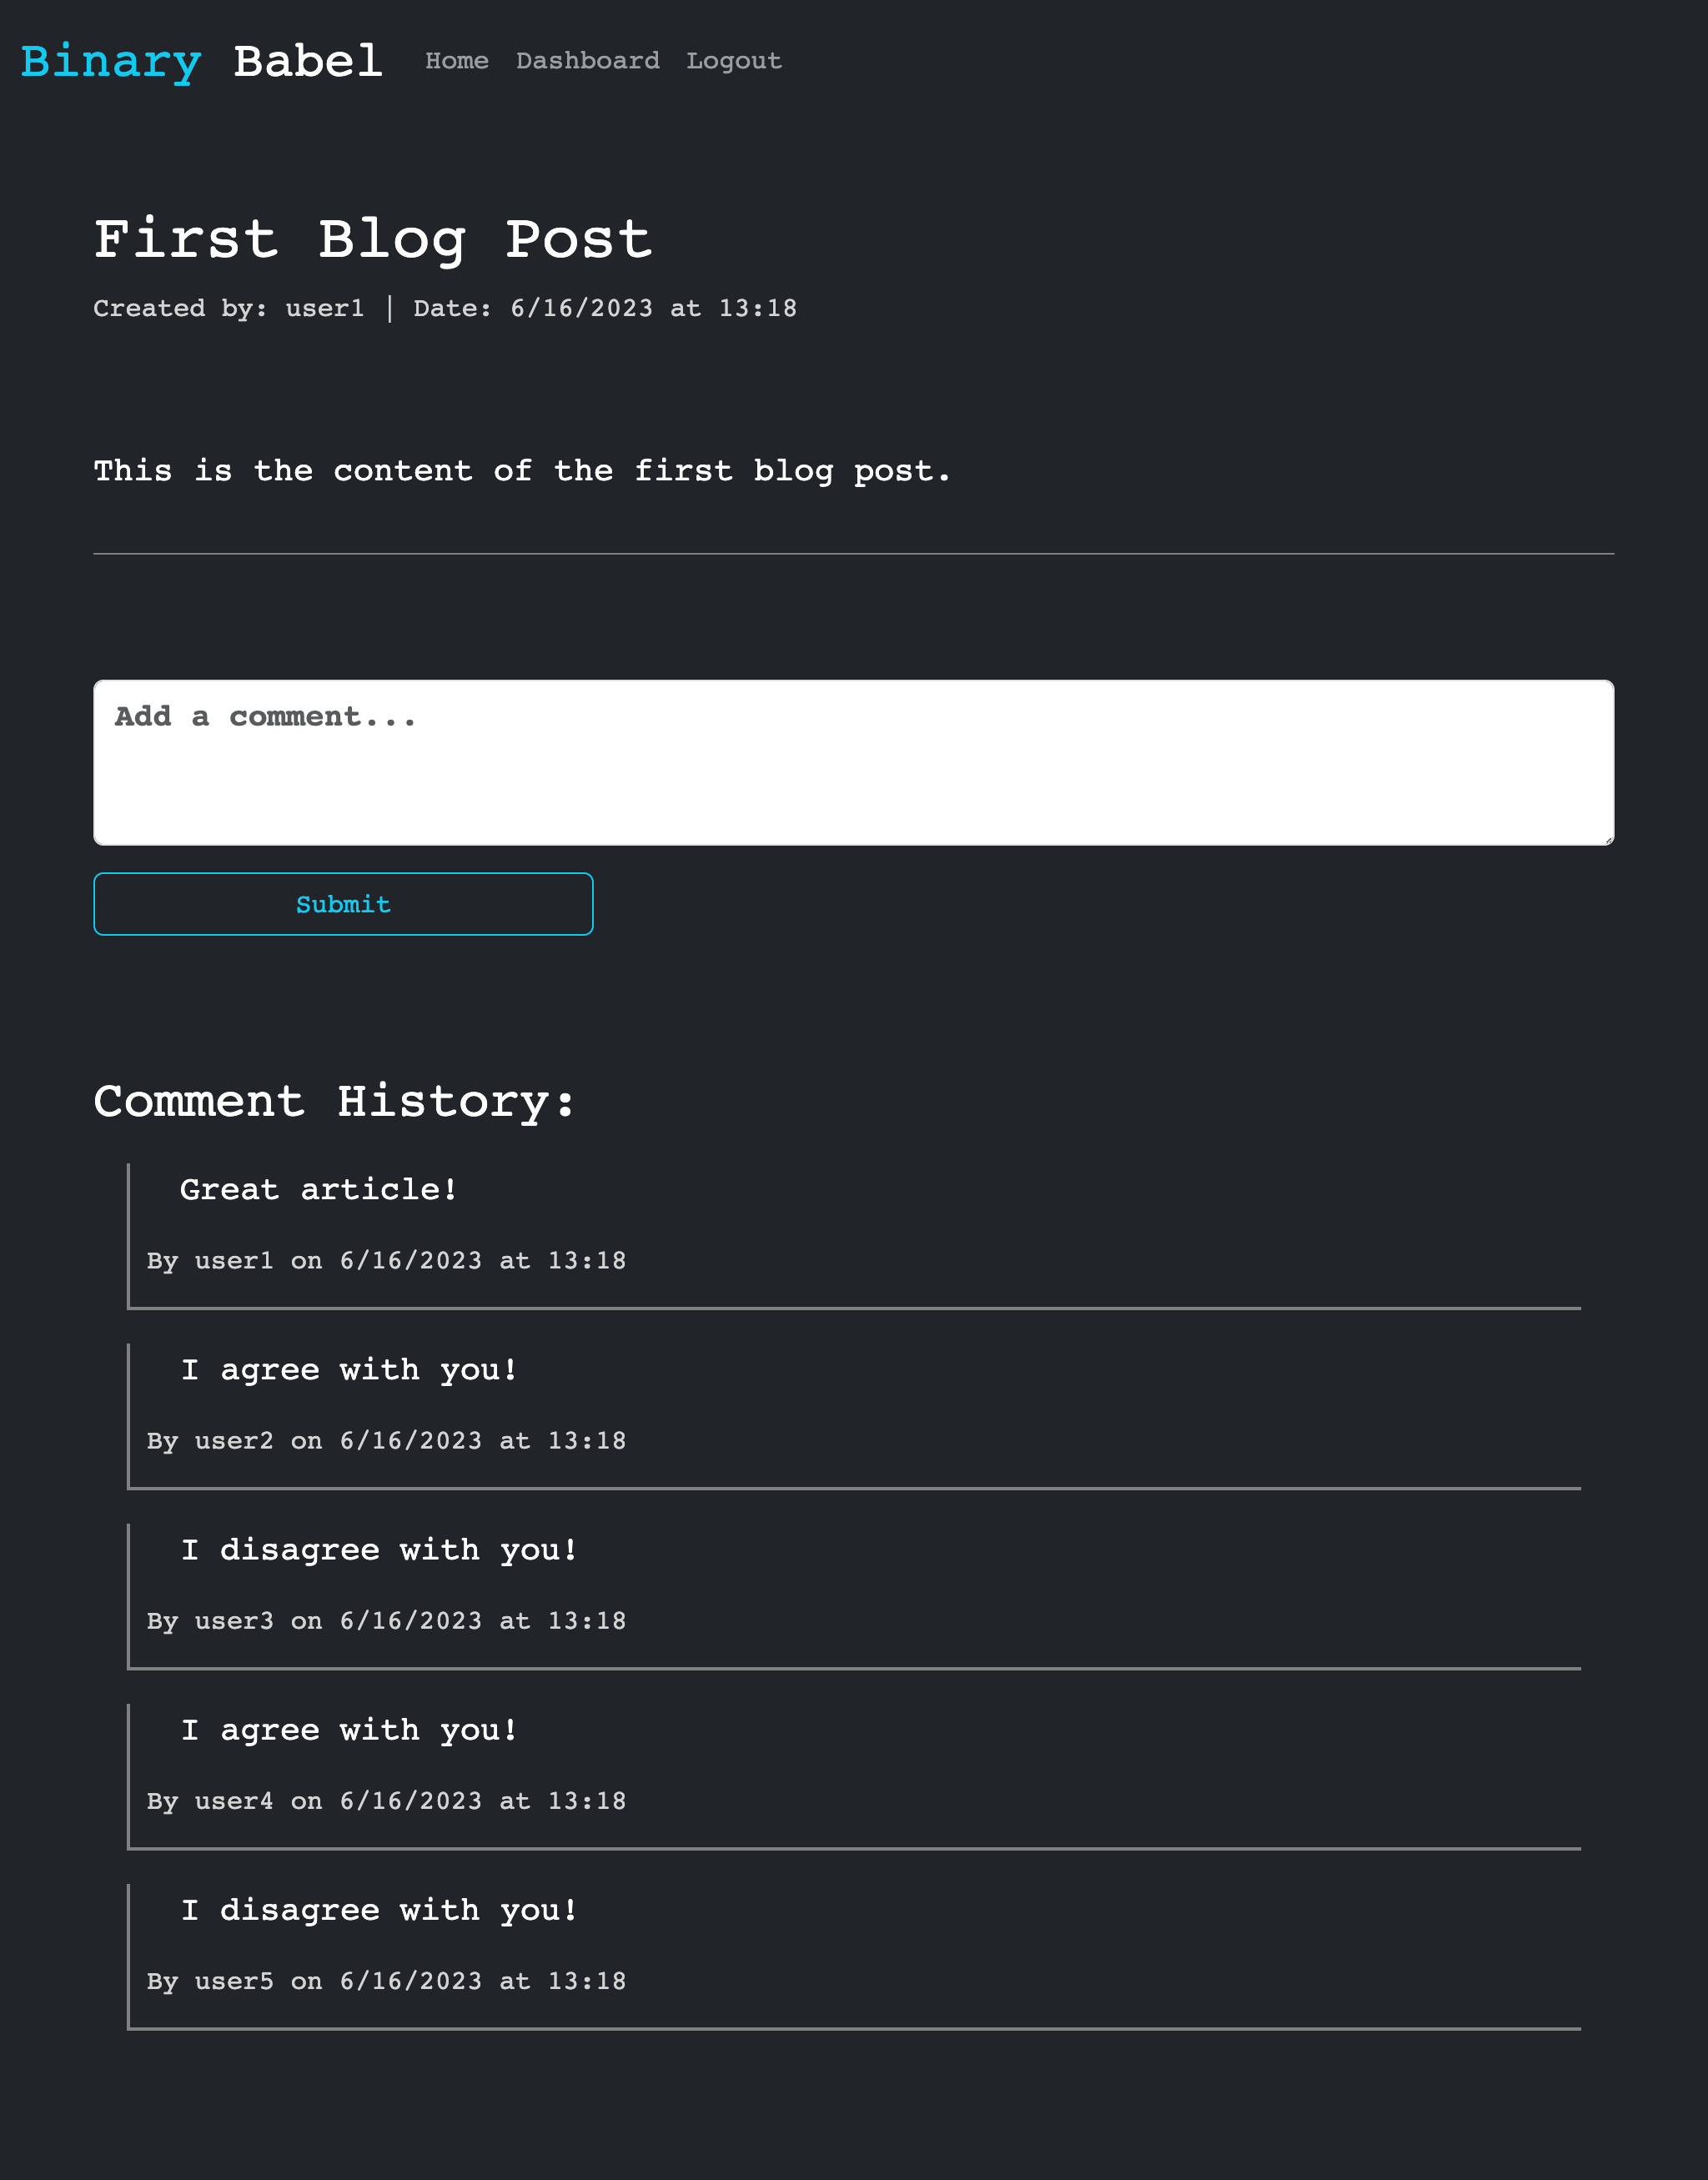 Binary Babel Home Dashboard Logout
First Blog Post
Created by: user1 | Date: 6/16/2023 at 13:18
This is the content of the first blog post.
Add a comment...
Submit
Comment History:
Great article!
By user1 on 6/16/2023 at 13:18
I agree with you!
By user2 on 6/16/2023 at 13:18
I disagree with you!
By user3 on 6/16/2023 at 13:18
I agree with you!
By user4 on 6/16/2023 at 13:18
I disagree with you!
By user5 on 6/16/2023 at 13:18